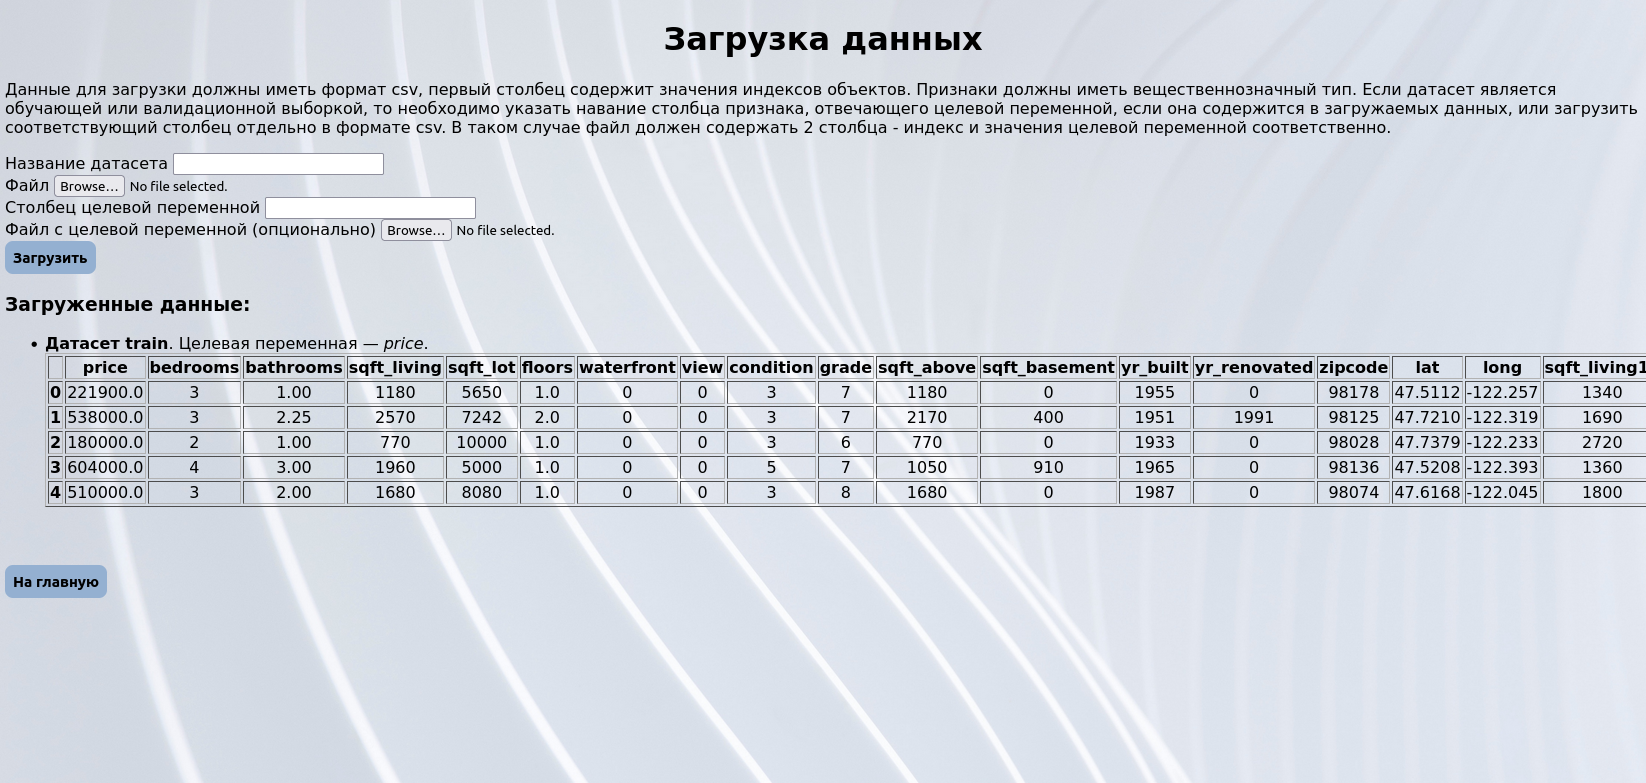 Загрузка данных
Данные для загрузки должны иметь формат csv, первый столбец содержит значения индексов объектов. Признаки должны иметь вещественнозначный тип. Если датасет является
обучающей или валидационной выборкой, то необходимо указать навание столбца признака, отвечающего целевой переменной, если она содержится в загружаемых данных, или загрузить
соответствующий столбец отдельно в формате csv. В таком случае файл должен содержать 2 столбца - индекс и значения целевой переменной соответственно.
Название датасета
Файл Browse... No file selected.
Столбец целевой переменной
Файл с целевой переменной (опционально) Browse... No file selected.
Загрузить
Загруженные данные:
• Датасет train. Целевая переменная — price.
price bedrooms bathrooms sqft_living sqft_lot floors waterfront view condition grade sqft_above sqft_basement yr_built yr_renovated zipcode lat long sqft_living1
0 221900.0 3 1.00 1180 5650 1.0 0 0 3 7 1180 0 1955 0 98178 47.5112 -122.257 1340
1 538000.0 3 2.25 2570 7242 2.0 0 0 3 7 2170 400 1951 1991 98125 47.7210 -122.319 1690
2 180000.0 2 1.00 770 10000 1.0 0 0 3 6 770 0 1933 0 98028 47.7379 -122.233 2720
3 604000.0 4 3.00 1960 5000 1.0 0 0 5 7 1050 910 1965 0 98136 47.5208 -122.393 1360
4 510000.0 3 2.00 1680 8080 1.0 0 0 3 8 1680 0 1987 0 98074 47.6168 -122.045 1800
На главную